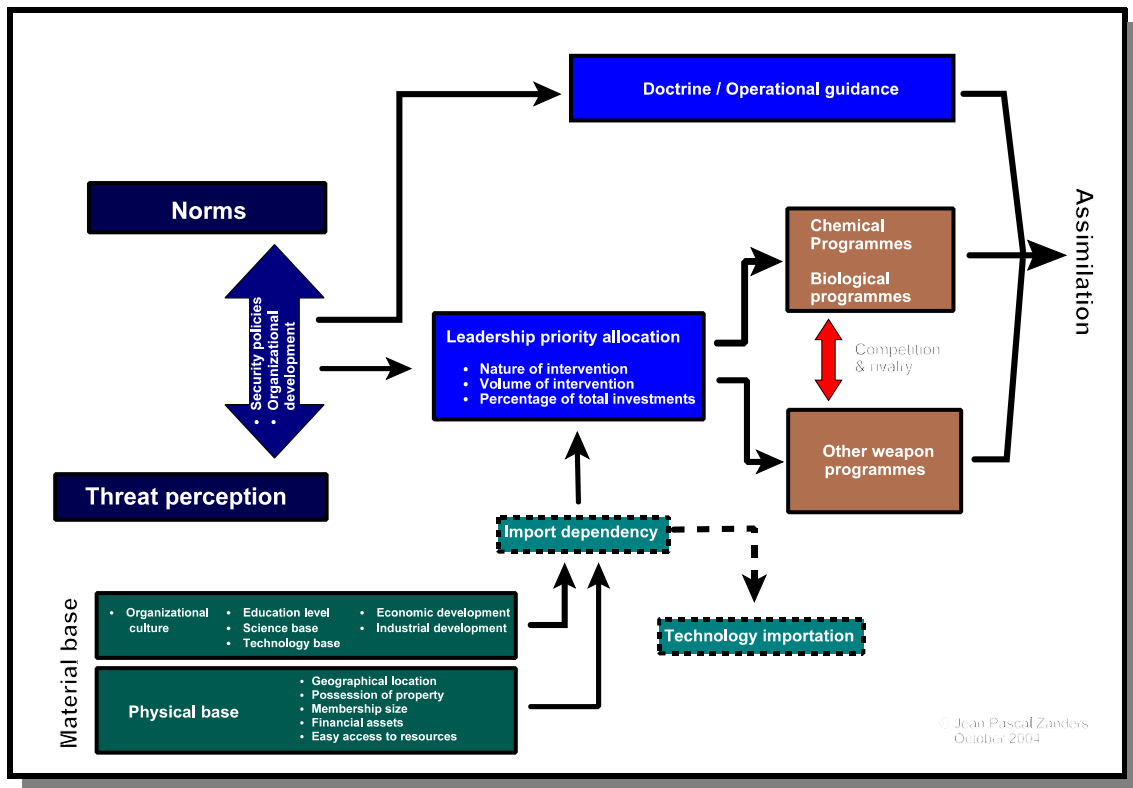 Doctrine / Operational guidance
Norms
Security policies
Organizational
development
Threat perception
Leadership priority allocation
• Nature of intervention
• Volume of intervention
• Percentage of total investments
Chemical
Programmes
Biological
programmes
Competition
& rivalry
Other weapon
programmes
Assimilation
Import dependency
Technology importation
Material base
• Organizational
culture
• Education level
• Science base
• Technology base
• Economic development
• Industrial development
Physical base
• Geographical location
• Possession of property
• Membership size
• Financial assets
• Easy access to resources
© Jean Pascal Zanders
October 2004